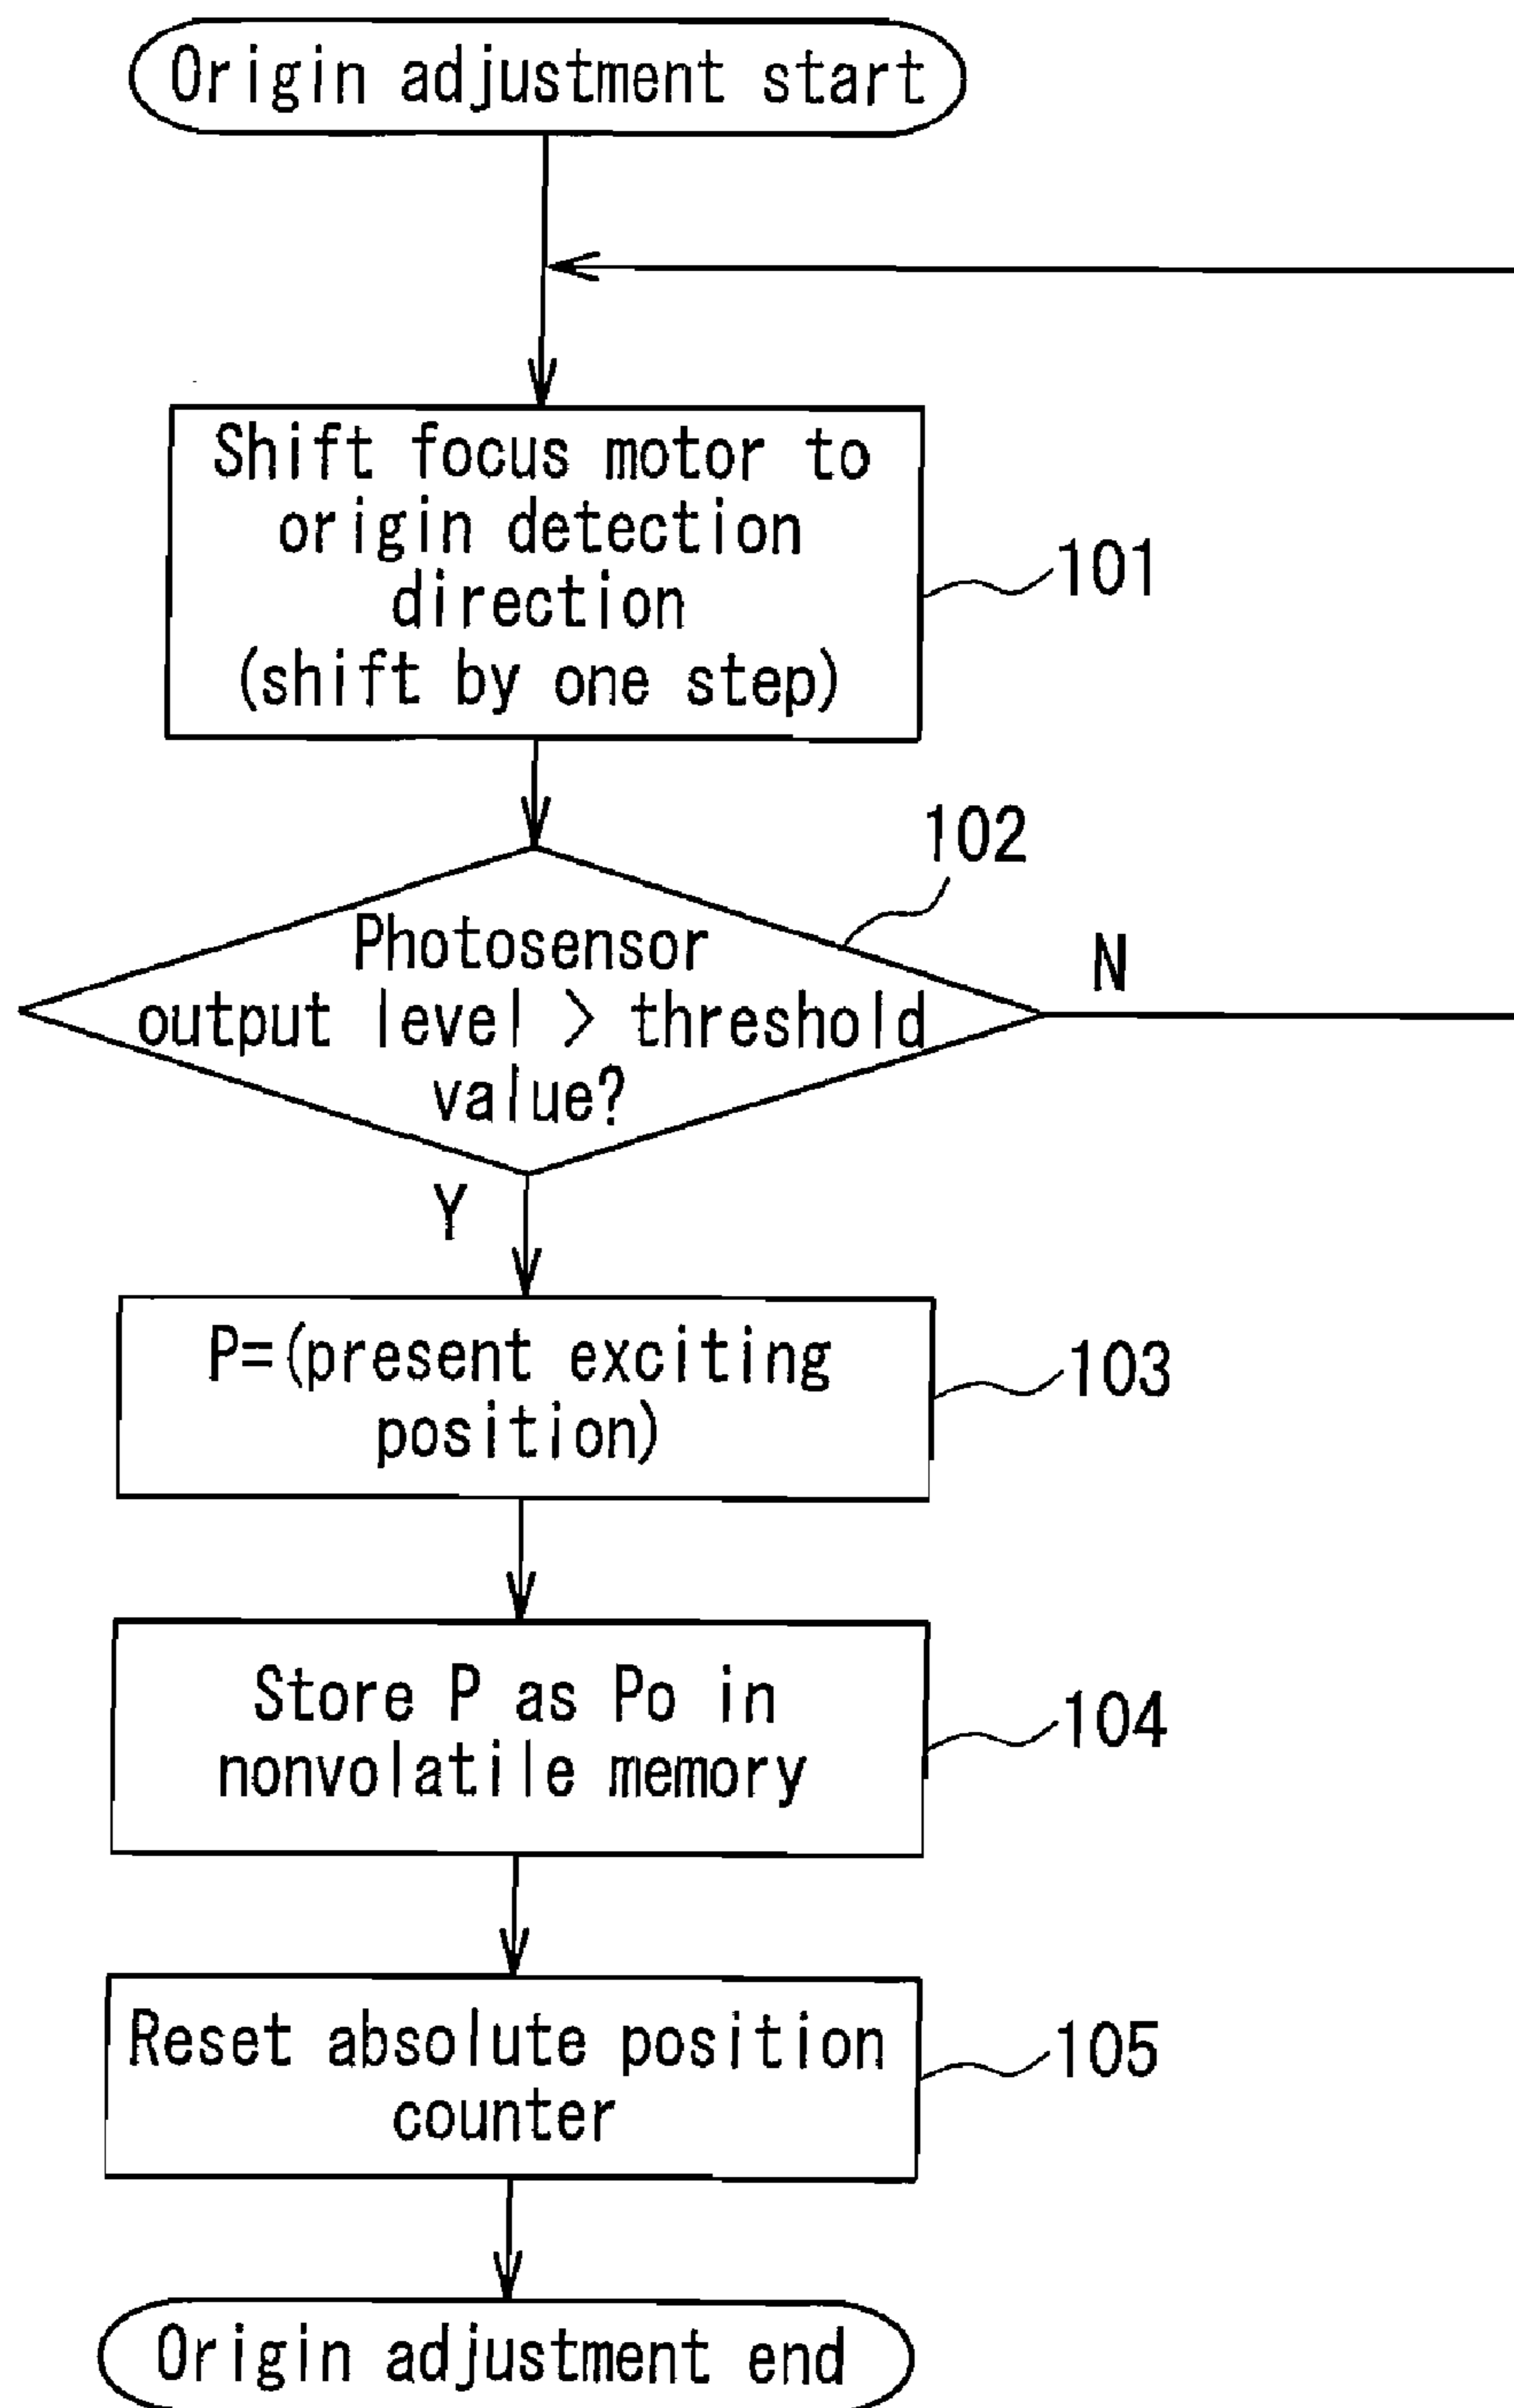 Origin adjustment start
Shift focus motor to
origin detection
direction
(shift by one step)
101
102
Photosensor
output level > threshold
value?
N
Y
P=(present exciting
position)
103
Store P as Po in
nonvolatile memory
104
Reset absolute position
counter
105
Origin adjustment end